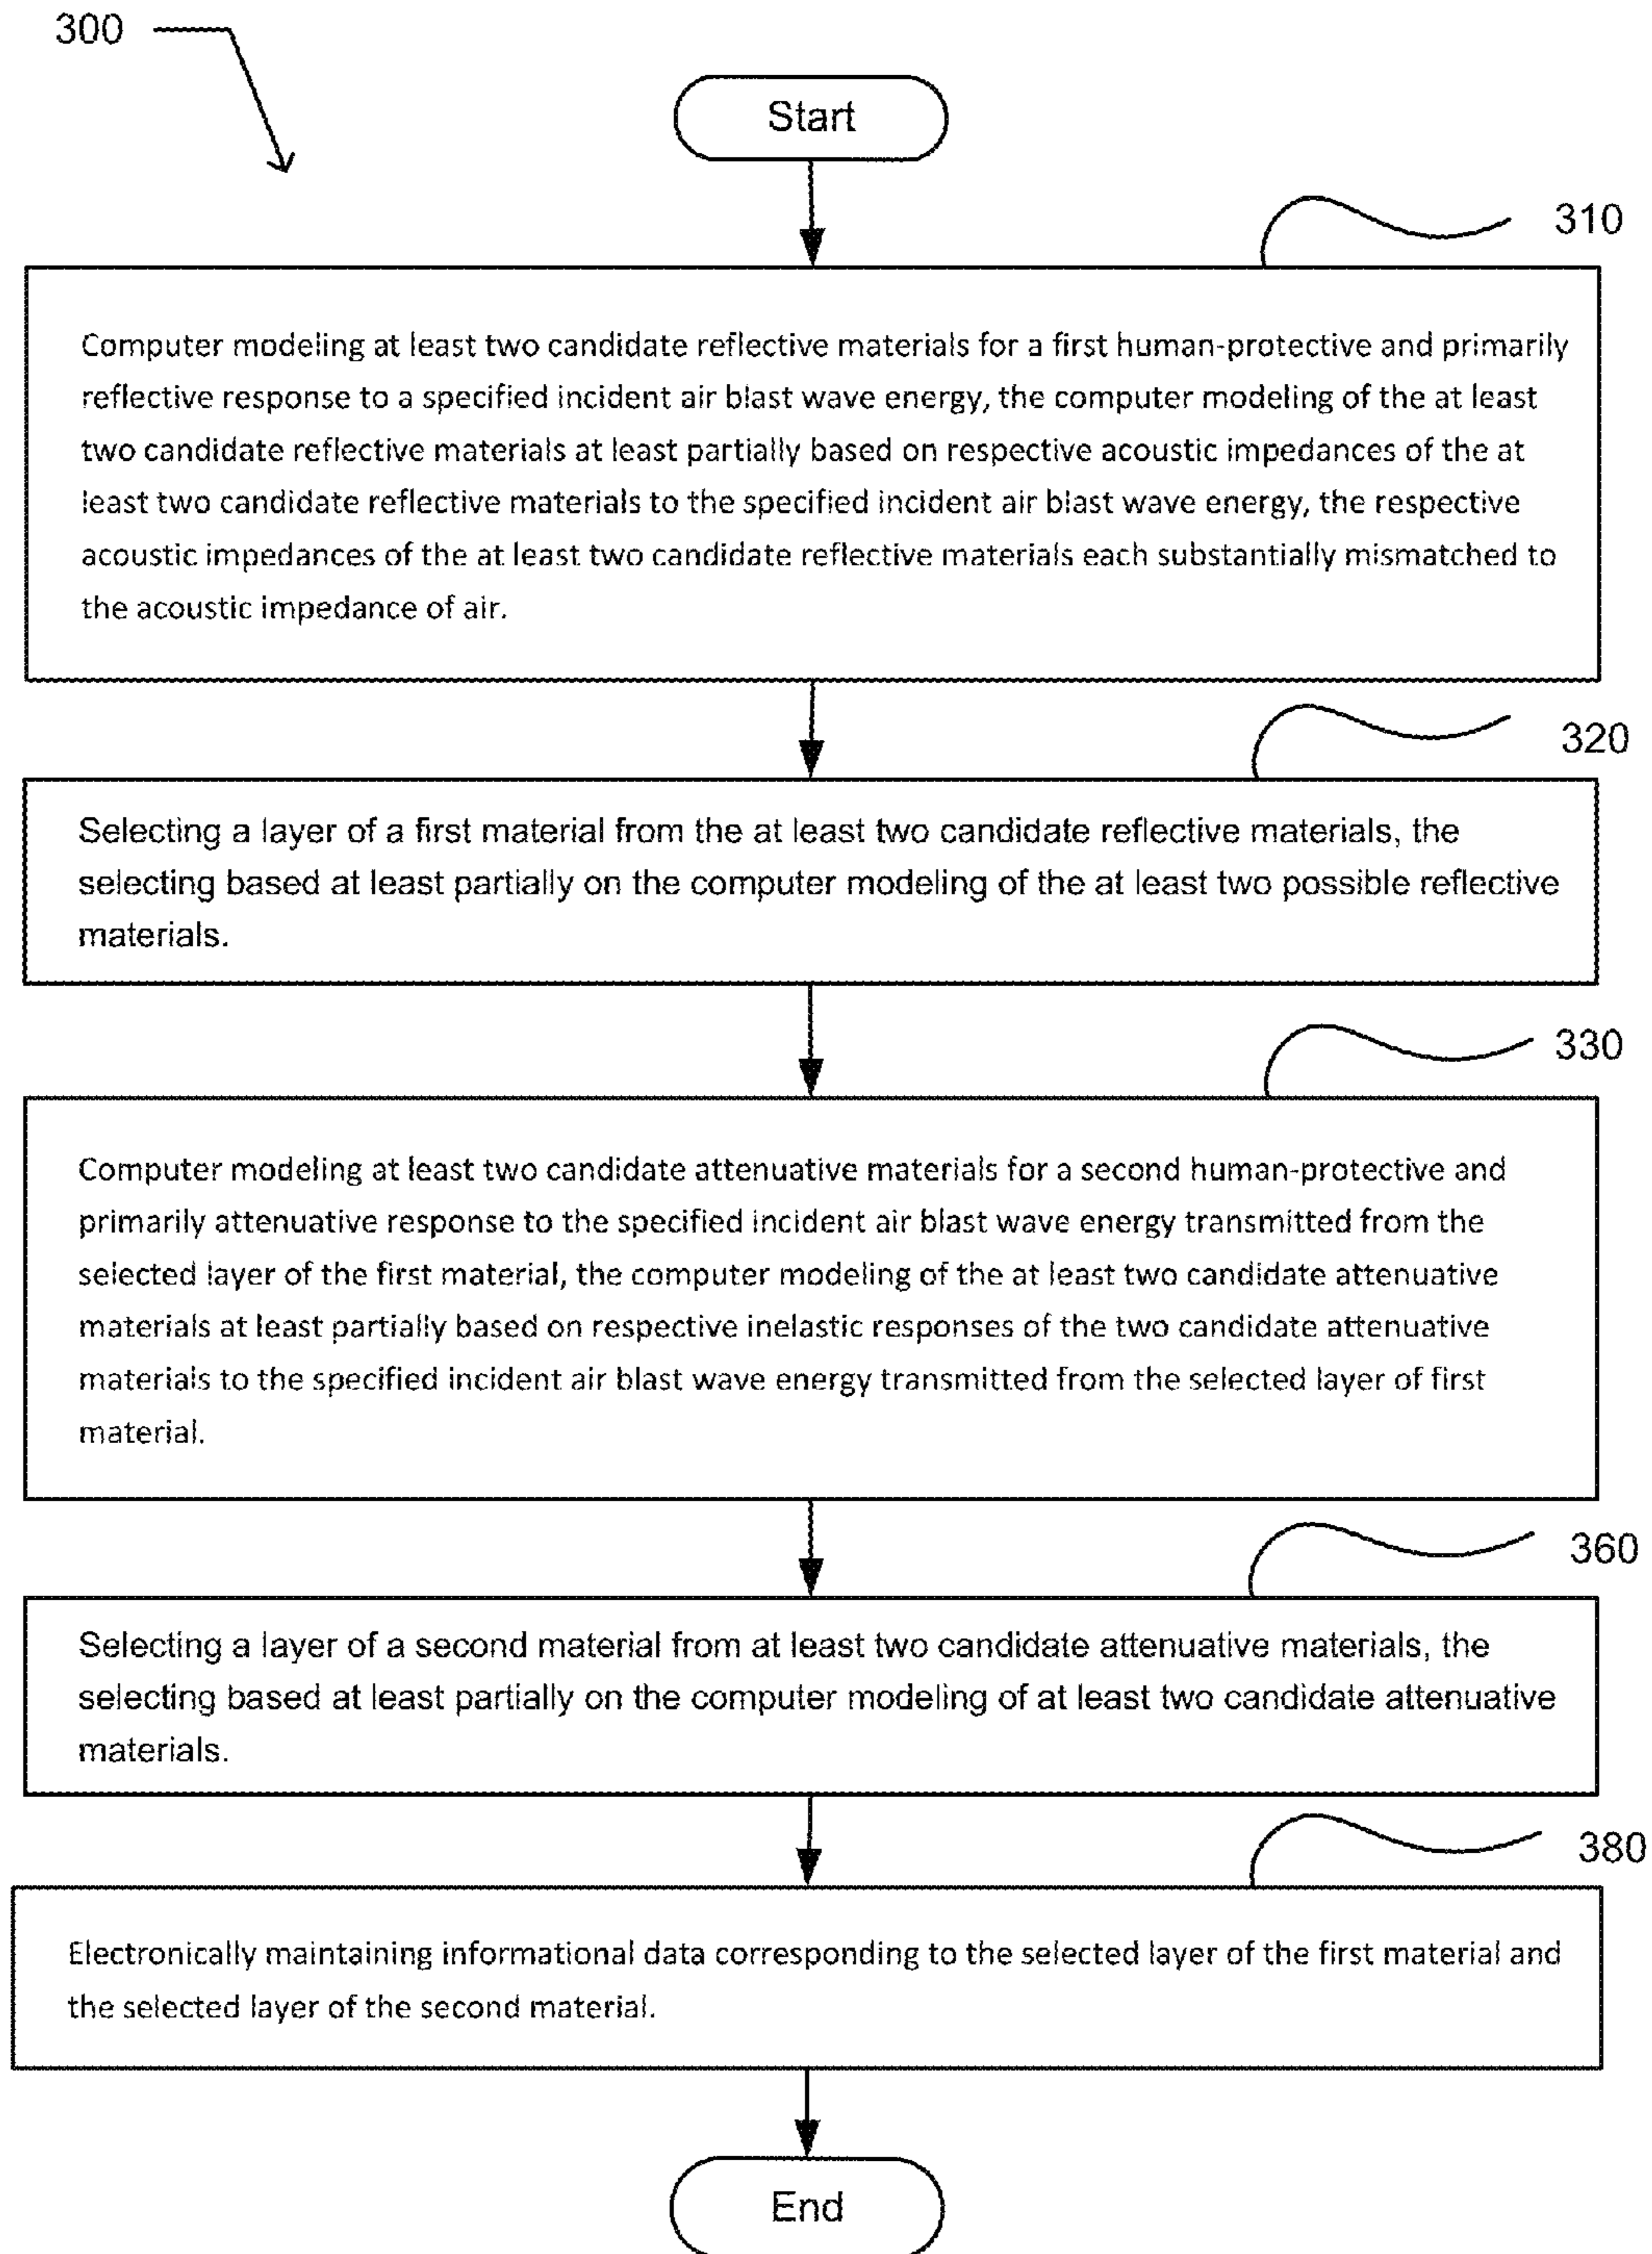 300
Start
310
Computer modeling at least two candidate reflective materials for a first human-protective and primarily
reflective response to a specified incident air blast wave energy, the computer modeling of the at least
two candidate reflective materials at least partially based on respective acoustic impedances of the at
least two candidate reflective materials to the specified incident air blast wave energy, the respective
acoustic impedances of the at least two candidate reflective materials each substantially mismatched to
the acoustic impedance of air.
320
Selecting a layer of a first material from the at least two candidate reflective materials, the
selecting based at least partially on the computer modeling of the at least two possible reflective
materials.
330
Computer modeling at least two candidate attenuative materials for a second human-protective and
primarily attenuative response to the specified incident air blast wave energy transmitted from the
selected layer of the first material, the computer modeling of the at least two candidate attenuative
materials at least partially based on respective inelastic responses of the two candidate attenuative
materials to the specified incident air blast wave energy transmitted from the selected layer of first
material.
360
Selecting a layer of a second material from at least two candidate attenuative materials, the
selecting based at least partially on the computer modeling of at least two candidate attenuative
materials.
380
Electronically maintaining informational data corresponding to the selected layer of the first material and
the selected layer of the second material.
End